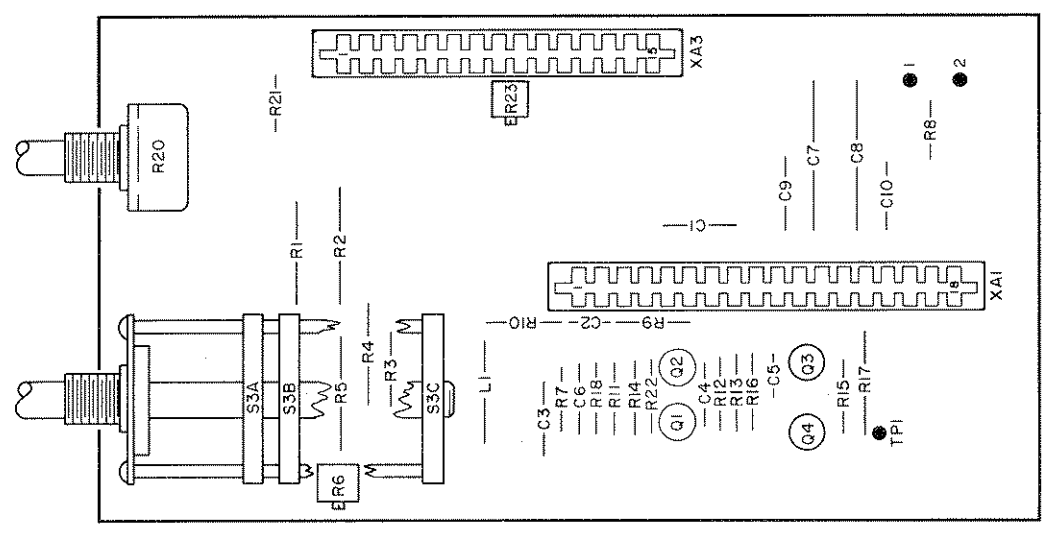 XA3
1
15
R23
R21
R20
1
2
R8
C7
C8
C9
C10
C1
R1
R2
XA1
1
18
R10
C2
R9
R4
R3
R5
S3A
S3B
S3C
R6
L1
C3
R7
C6
R18
R11
R14
R22
Q2
Q1
C4
R12
R13
R16
C5
Q3
Q4
R15
R17
TP1